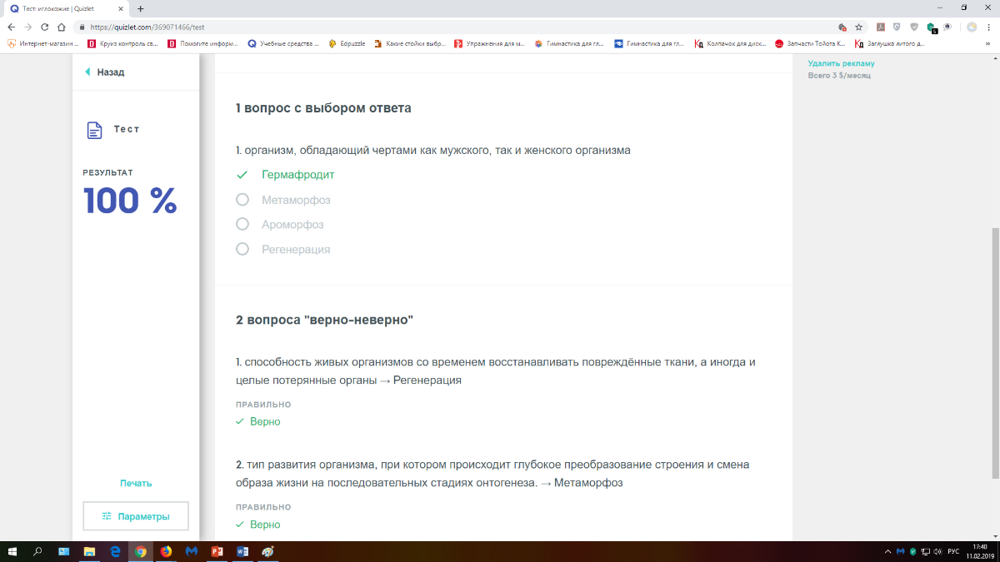 Тест: иглокожие | Quizlet
https://quizlet.com/369071466/test
Интернет-магазин ...
Круиз контроль св...
Помогите информ...
Учебные средства ...
Edpuzzle
Какие стойки выбр...
Упражнения для м...
Гимнастика для гл...
Гимнастика для гл...
Колпачок для диск...
Запчасти Тойота К...
Заглушка литого д...
Назад
Тест
РЕЗУЛЬТАТ
100 %
Печать
Параметры
1 вопрос с выбором ответа
1. организм, обладающий чертами как мужского, так и женского организма
Гермафродит
Метаморфоз
Ароморфоз
Регенерация
2 вопроса "верно-неверно"
1. способность живых организмов со временем восстанавливать повреждённые ткани, а иногда и
целые потерянные органы → Регенерация
ПРАВИЛЬНО
Верно
2. тип развития организма, при котором происходит глубокое преобразование строения и смена
образа жизни на последовательных стадиях онтогенеза. → Метаморфоз
ПРАВИЛЬНО
Верно
Удалить рекламу
Всего 3 $/месяц
РУС
17:40
11.02.2019